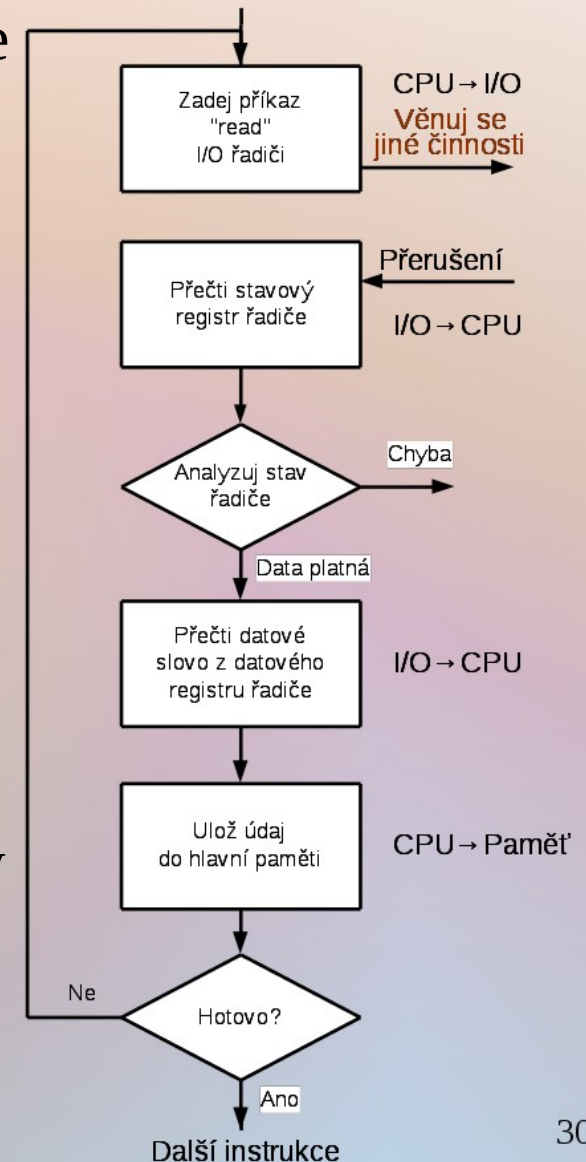 e
Zadej příkaz
"read"
I/O řadiči
CPU→I/O
Věnuj se
jiné činnosti
Přečti stavový
registr řadiče
Přerušení
I/O→CPU
Analyzuj stav
řadiče
Chyba
Data platná
Přečti datové
slovo z datového
registru řadiče
I/O→CPU
Ulož údaj
do hlavní paměti
CPU→Paměť
Ne
Hotovo?
Ano
Další instrukce
30